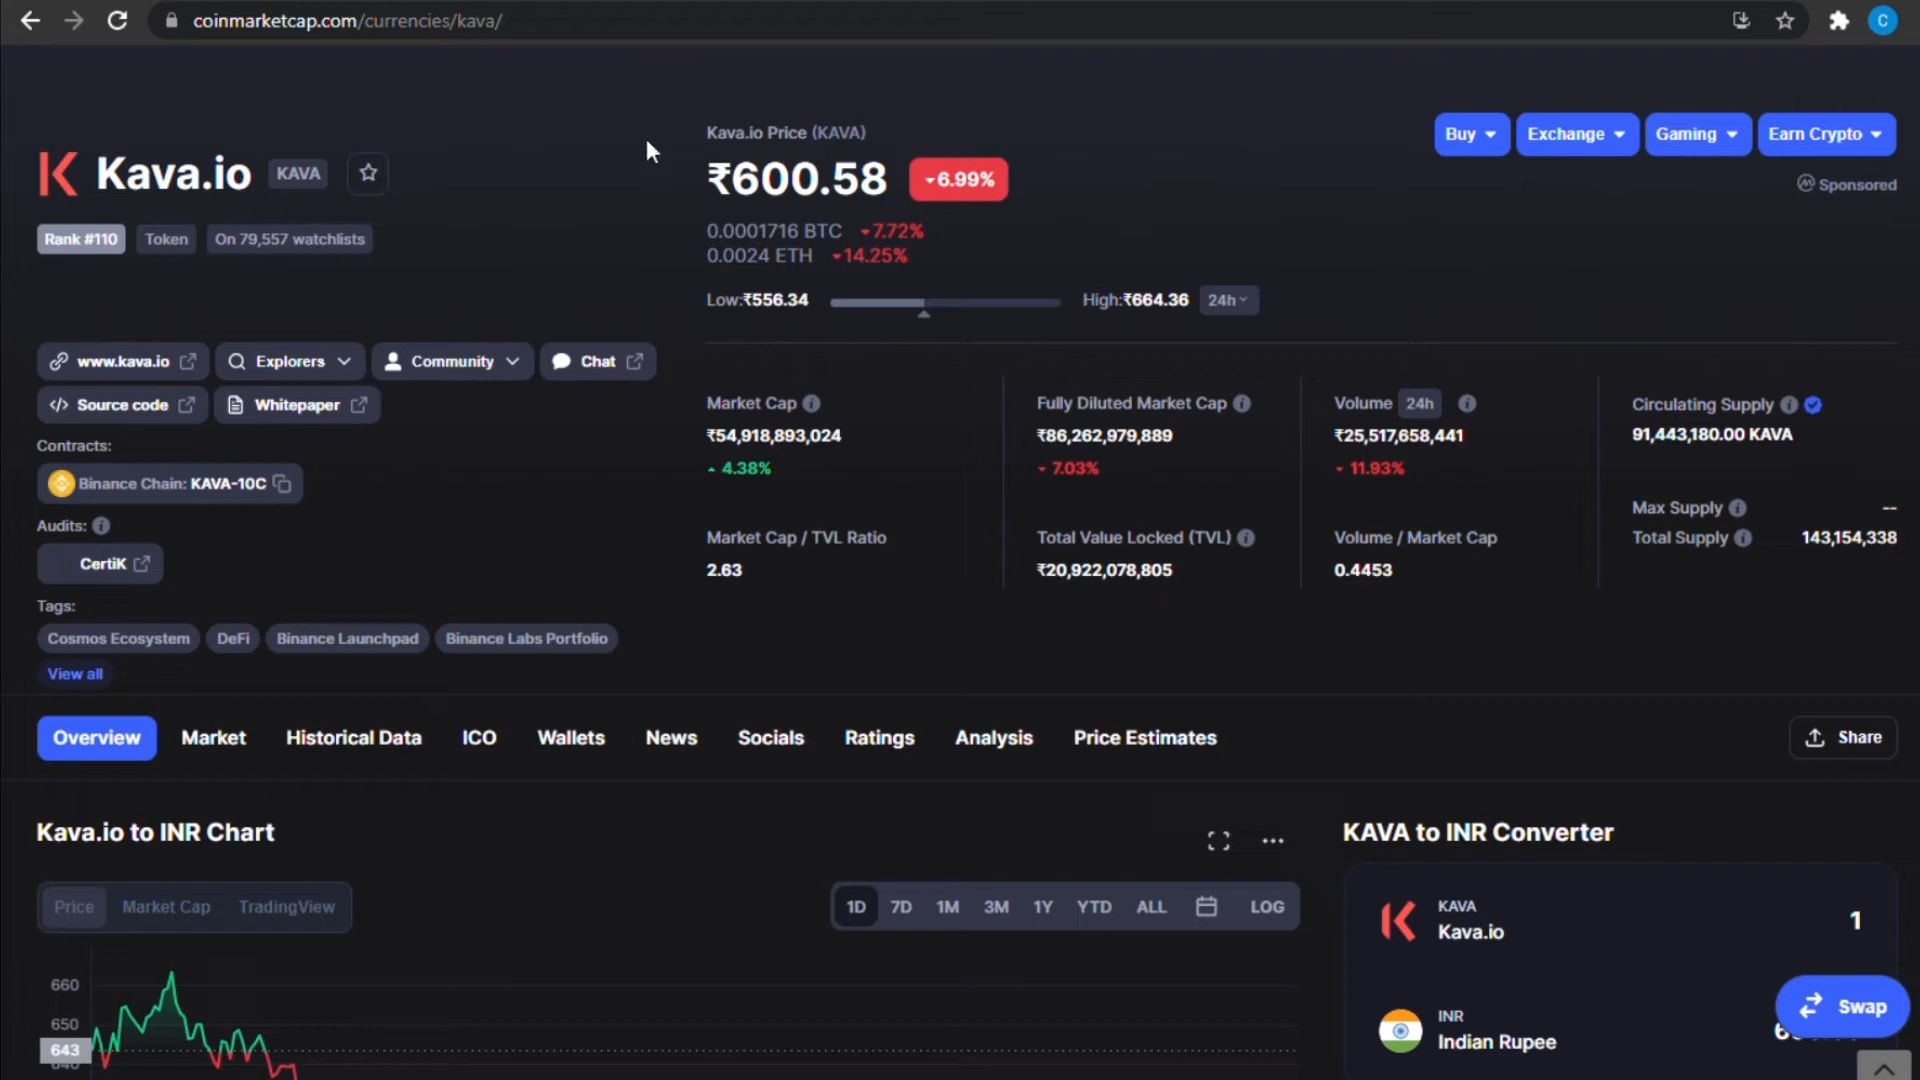 coinmarketcap.com/currencies/kava/
C
Kava.io KAVA
Rank #110 Token On 79,557 watchlists
www.kava.io Explorers Community Chat
Source code Whitepaper
Contracts:
Binance Chain: KAVA-10C
Audits:
CertiK
Tags:
Cosmos Ecosystem DeFi Binance Launchpad Binance Labs Portfolio
View all
Kava.io Price (KAVA)
₹600.58 6.99%
0.0001716 BTC 7.72%
0.0024 ETH 14.25%
Low:₹556.34 High:₹664.36 24h
Buy Exchange Gaming Earn Crypto
Sponsored
Market Cap
₹54,918,893,024
4.38%
Fully Diluted Market Cap
₹86,262,979,889
7.03%
Volume 24h
₹25,517,658,441
11.93%
Circulating Supply
91,443,180.00 KAVA
Market Cap / TVL Ratio
2.63
Total Value Locked (TVL)
₹20,922,078,805
Volume / Market Cap
0.4453
Max Supply --
Total Supply 143,154,338
Overview Market Historical Data ICO Wallets News Socials Ratings Analysis Price Estimates Share
Kava.io to INR Chart
Price Market Cap TradingView
1D 7D 1M 3M 1Y YTD ALL LOG
660
650
643
640
KAVA to INR Converter
KAVA
Kava.io 1
INR
Indian Rupee
Swap